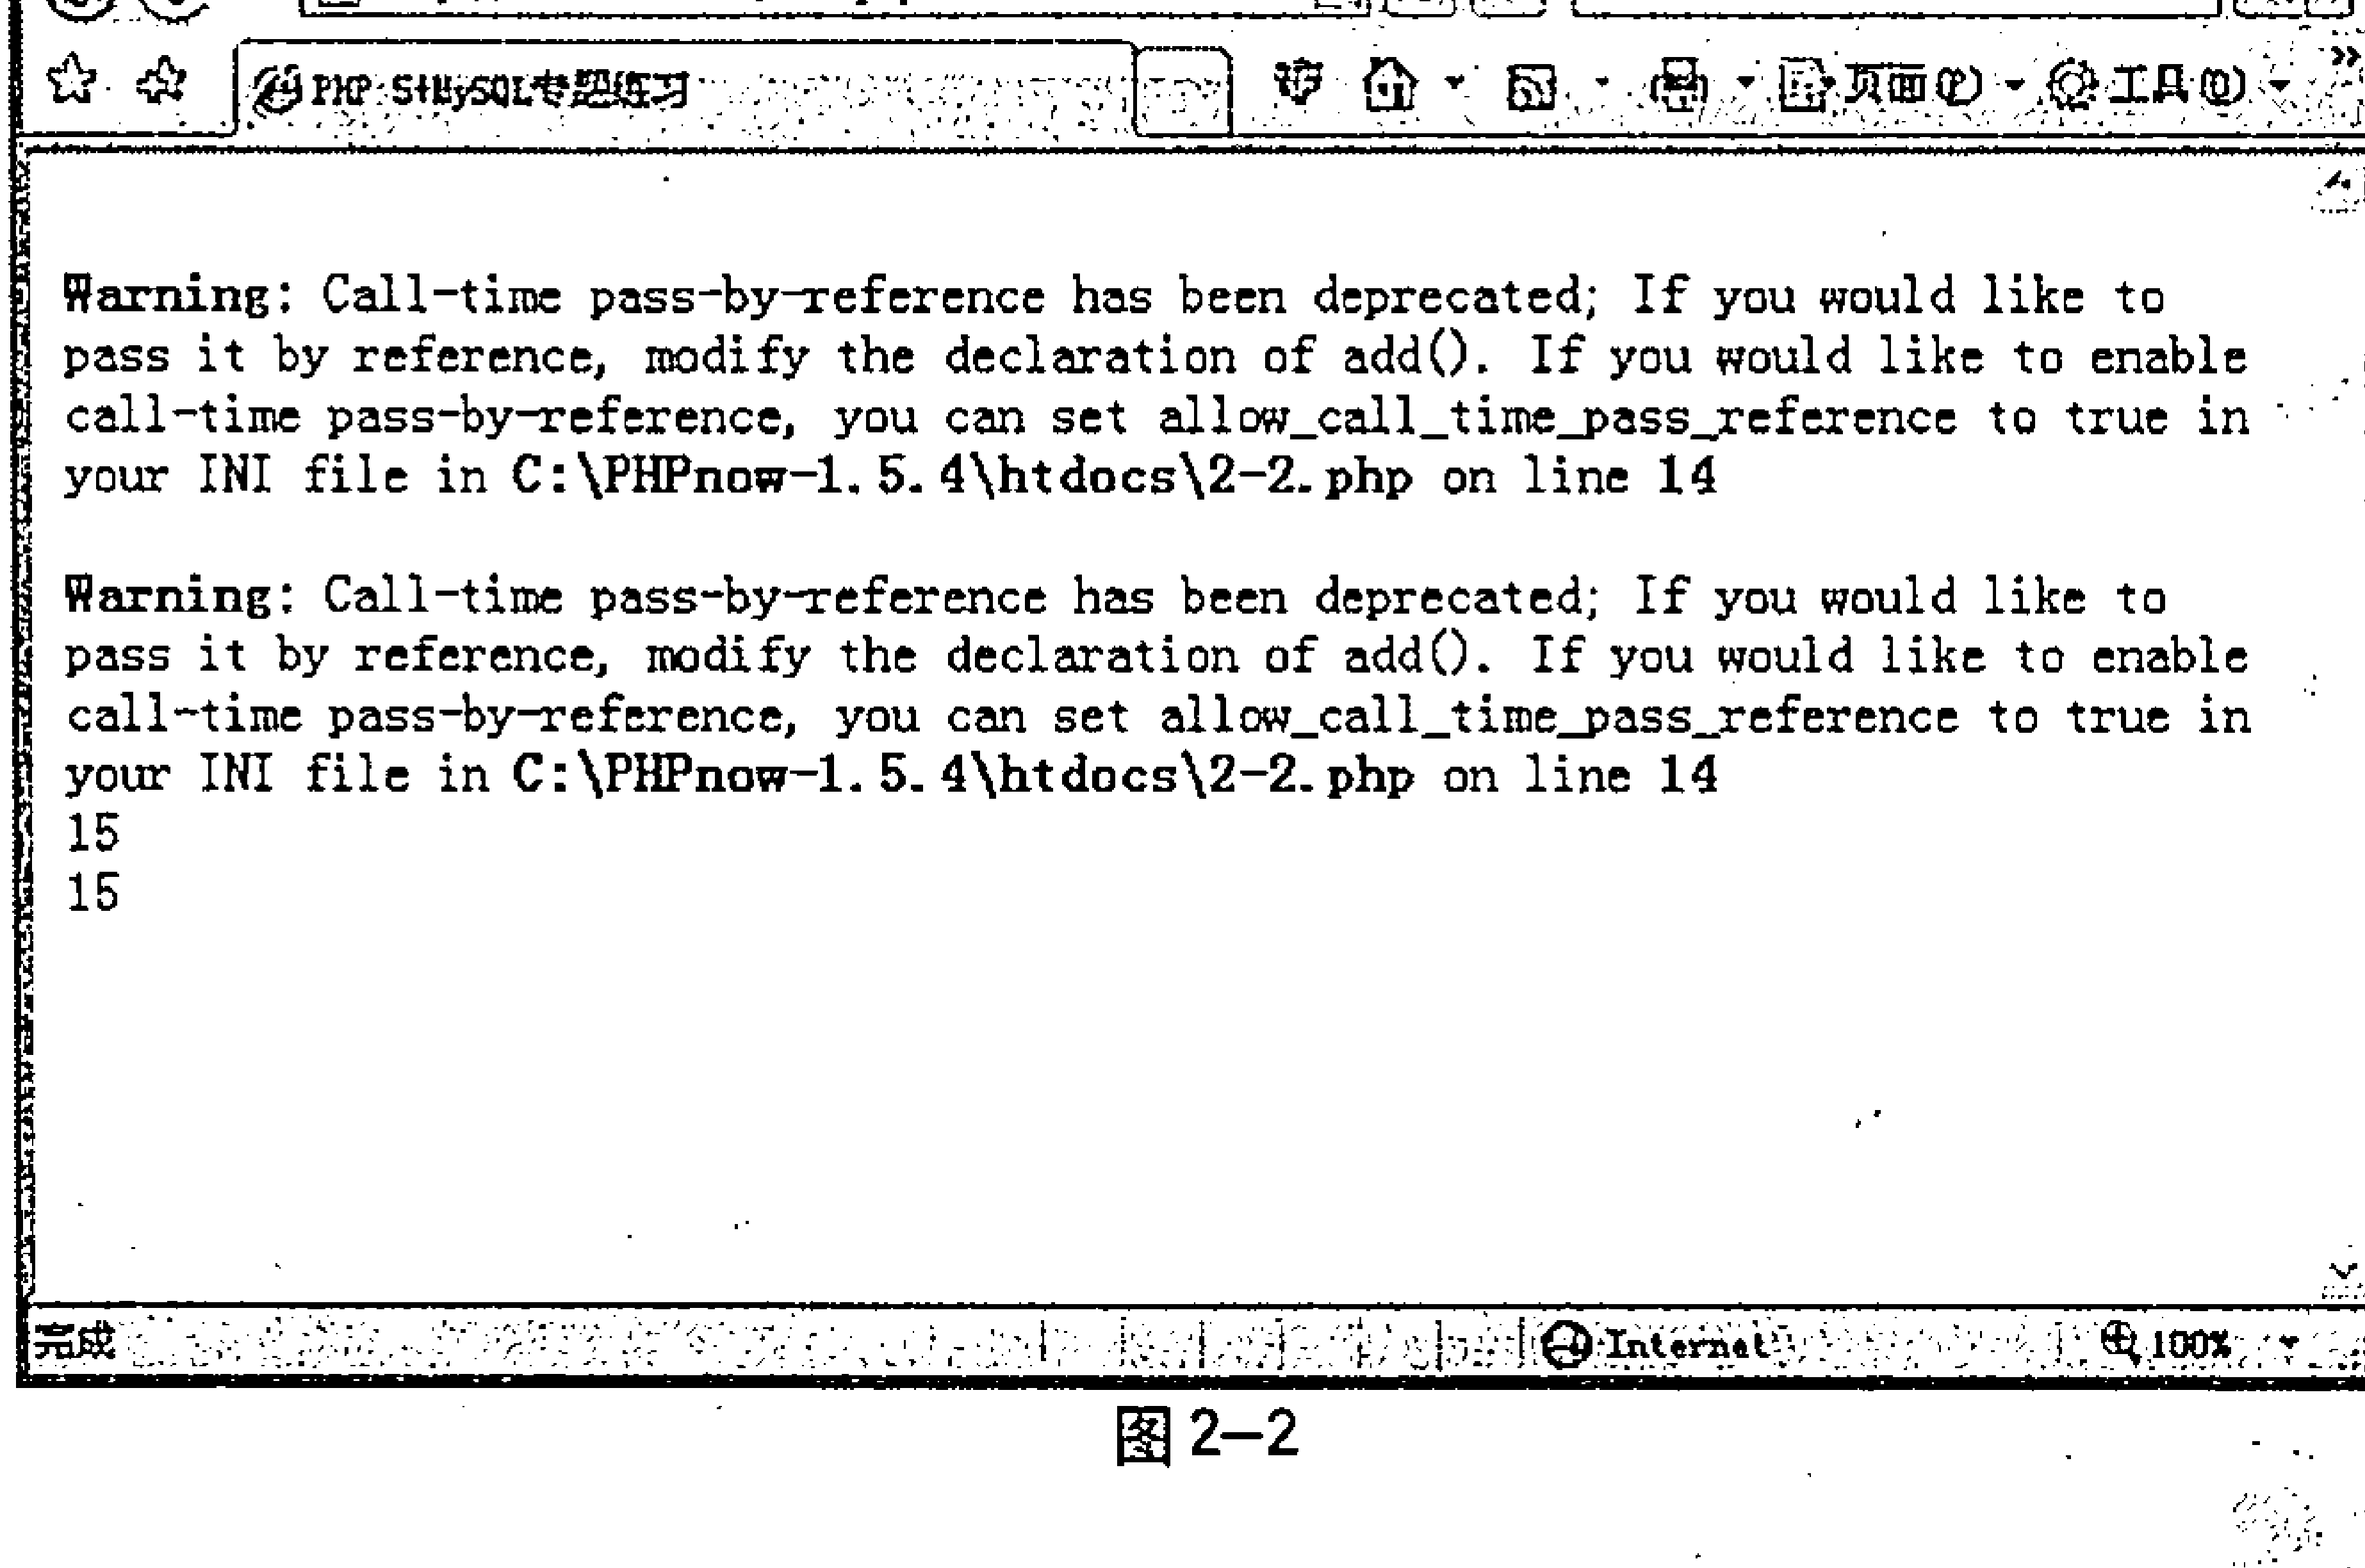 PHP 5+MySQL专题练习
页面(P)
工具(O)
Warning: Call-time pass-by-reference has been deprecated; If you would like to
pass it by reference, modify the declaration of add(). If you would like to enable
call-time pass-by-reference, you can set allow_call_time_pass_reference to true in
your INI file in C:\PHPnow-1.5.4\htdocs\2-2.php on line 14
Warning: Call-time pass-by-reference has been deprecated; If you would like to
pass it by reference, modify the declaration of add(). If you would like to enable
call-time pass-by-reference, you can set allow_call_time_pass_reference to true in
your INI file in C:\PHPnow-1.5.4\htdocs\2-2.php on line 14
15
15
完成
Internet
100%
图 2—2